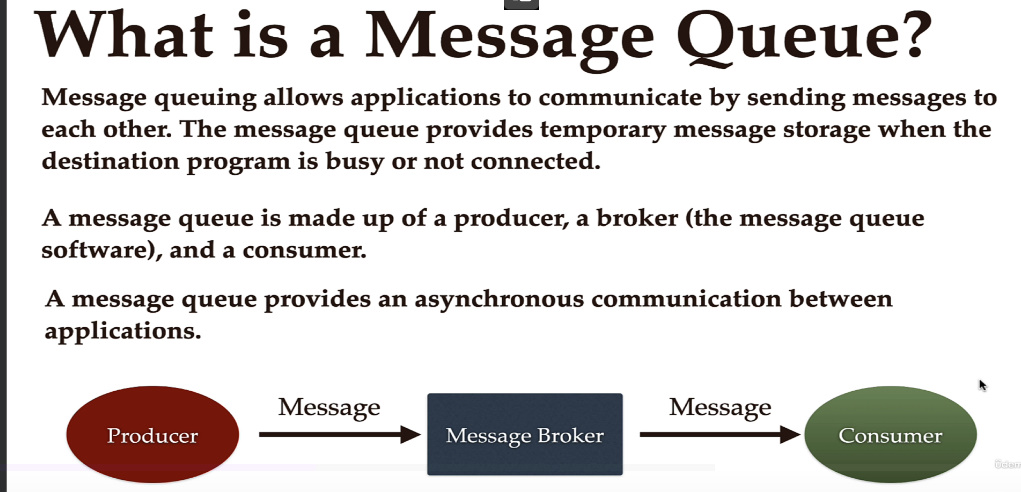 What is a Message Queue?
Message queuing allows applications to communicate by sending messages to
each other. The message queue provides temporary message storage when the
destination program is busy or not connected.
A message queue is made up of a producer, a broker (the message queue
software), and a consumer.
A message queue provides an asynchronous communication between
applications.
Producer
Message
Message Broker
Message
Consumer